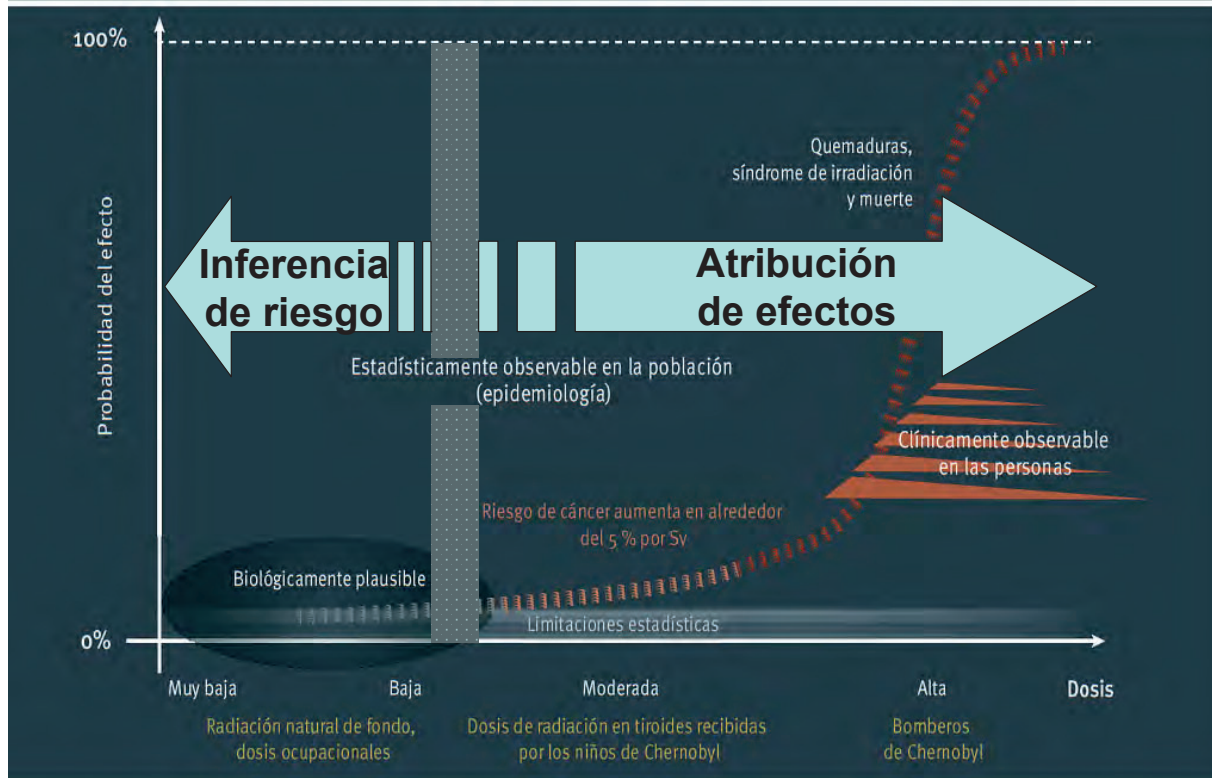 100%
Probabilidad del efecto
0%
Quemaduras,
síndrome de irradiación
y muerte
Inferencia
de riesgo
Atribución
de efectos
Estadísticamente observable en la población
(epidemiología)
Clínicamente observable
en las personas
Riesgo de cáncer aumenta en alrededor
del 5 % por Sv
Biológicamente plausible
Limitaciones estadísticas
Muy baja
Baja
Moderada
Alta
Dosis
Radiación natural de fondo,
dosis ocupacionales
Dosis de radiación en tiroides recibidas
por los niños de Chernobyl
Bomberos
de Chernobyl